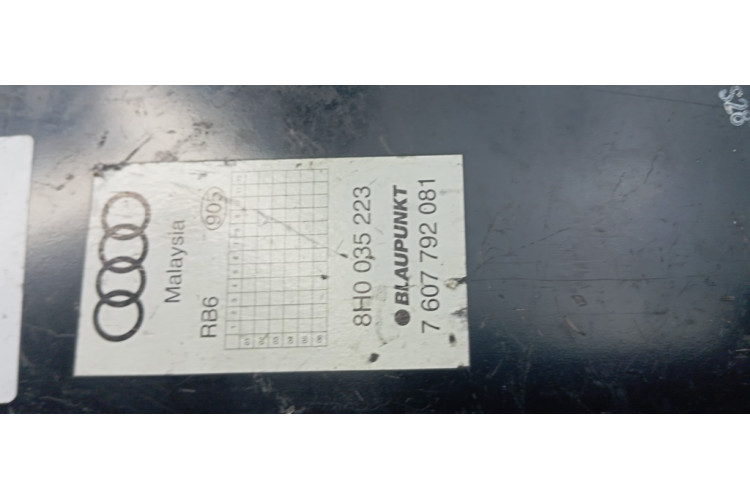 Malaysia
RB6
905
8H0 035 223
BLAUPUNKT
7 607 792 081